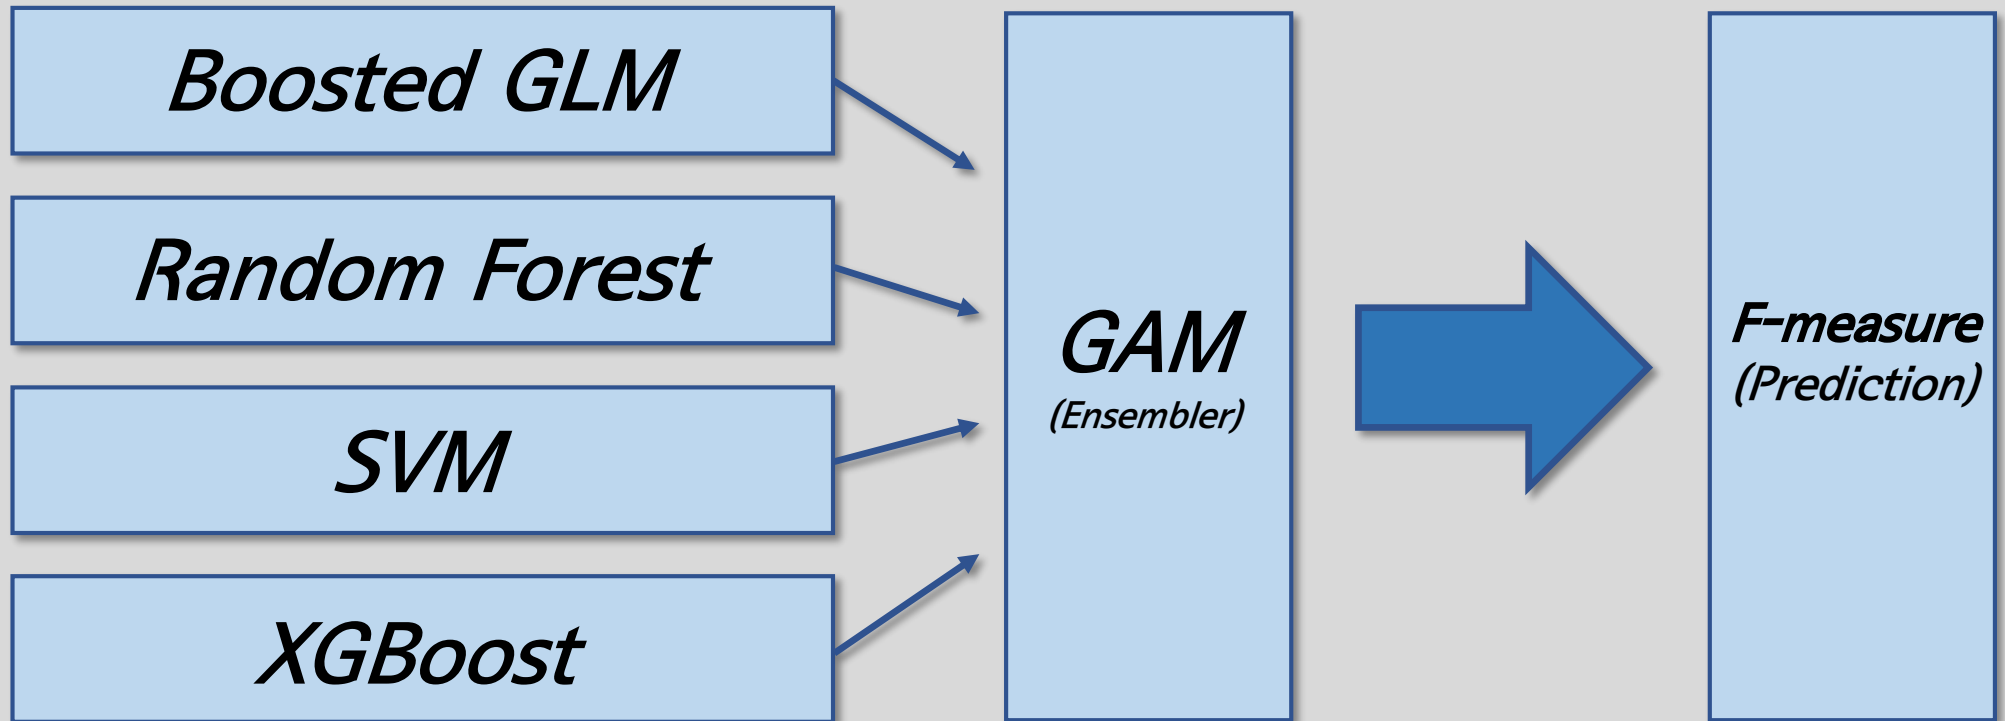 Boosted GLM
Random Forest
SVM
XGBoost
GAM
(Ensembler)
F-measure
(Prediction)